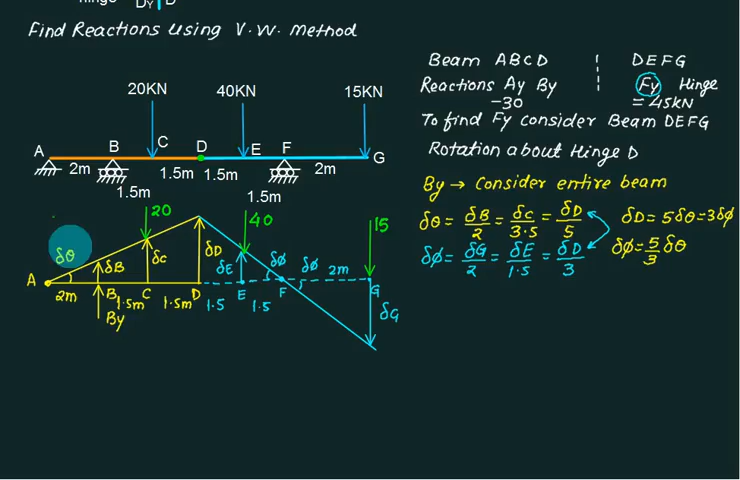 hinge Dy D
Find Reactions using V.W. method
Beam ABCD DEFG
Reactions Ay By Fy Hinge
-30 = 45KN
To find Fy consider Beam DEFG
Rotation about Hinge D
20KN 40KN 15KN
A B C D E F G
2m 1.5m 1.5m 2m
1.5m 1.5m
By → Consider entire beam
δθ = δB/2 = δc/3.5 = δD/5
δD = 5δθ = 3δϕ
δϕ = δG/2 = δE/1.5 = δD/3
δϕ = 5/3 δθ
20 40 15
δθ δB δc δD δE δϕ δϕ 2m
A B C D E F G
2m 1.5m 1.5m 1.5 1.5
By δG